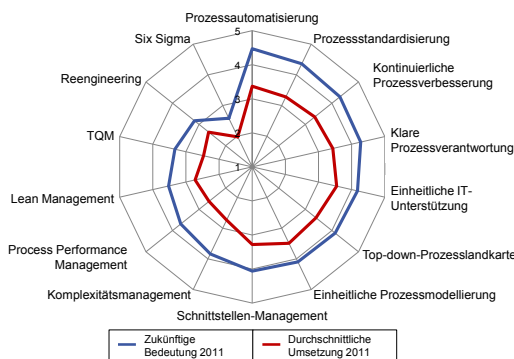 Prozessautomatisierung
Prozessstandardisierung
Kontinuierliche
Prozessverbesserung
Klare
Prozessverantwortung
Einheitliche IT-
Unterstützung
Top-down-Prozesslandkarte
Einheitliche Prozessmodellierung
Schnittstellen-Management
Komplexitätsmanagement
Process Performance
Management
Lean Management
TQM
Reengineering
Six Sigma
5
4
3
2
1
Zukünftige
Bedeutung 2011
Durchschnittliche
Umsetzung 2011